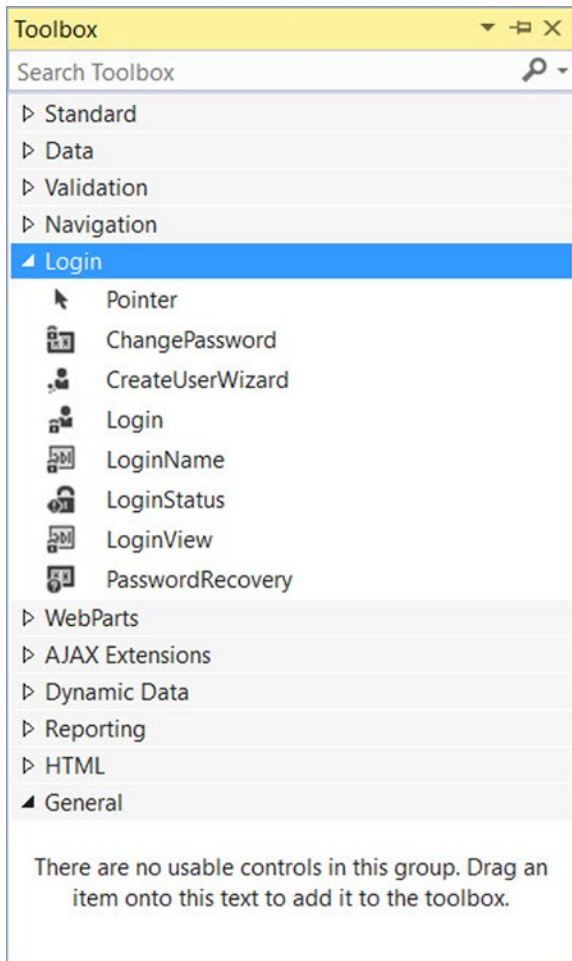 Toolbox
Search Toolbox
Standard
Data
Validation
Navigation
Login
Pointer
ChangePassword
CreateUserWizard
Login
LoginName
LoginStatus
LoginView
PasswordRecovery
WebParts
AJAX Extensions
Dynamic Data
Reporting
HTML
General
There are no usable controls in this group. Drag an
item onto this text to add it to the toolbox.